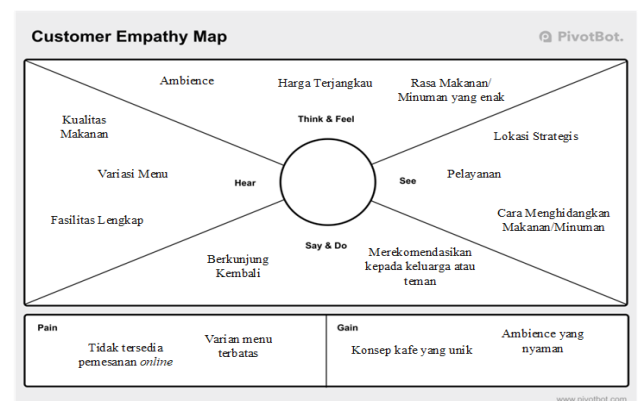 Customer Empathy Map
PivotBot.
Ambience
Harga Terjangkau
Rasa Makanan/
Minuman yang enak
Think & Feel
Kualitas
Makanan
Variasi Menu
Fasilitas Lengkap
Hear
See
Lokasi Strategis
Pelayanan
Cara Menghidangkan
Makanan/Minuman
Say & Do
Berkunjung
Kembali
Merekomendasikan
kepada keluarga atau
teman
Pain
Tidak tersedia
pemesanan online
Varian menu
terbatas
Gain
Konsep kafe yang unik
Ambience yang
nyaman
www.pivotbot.com